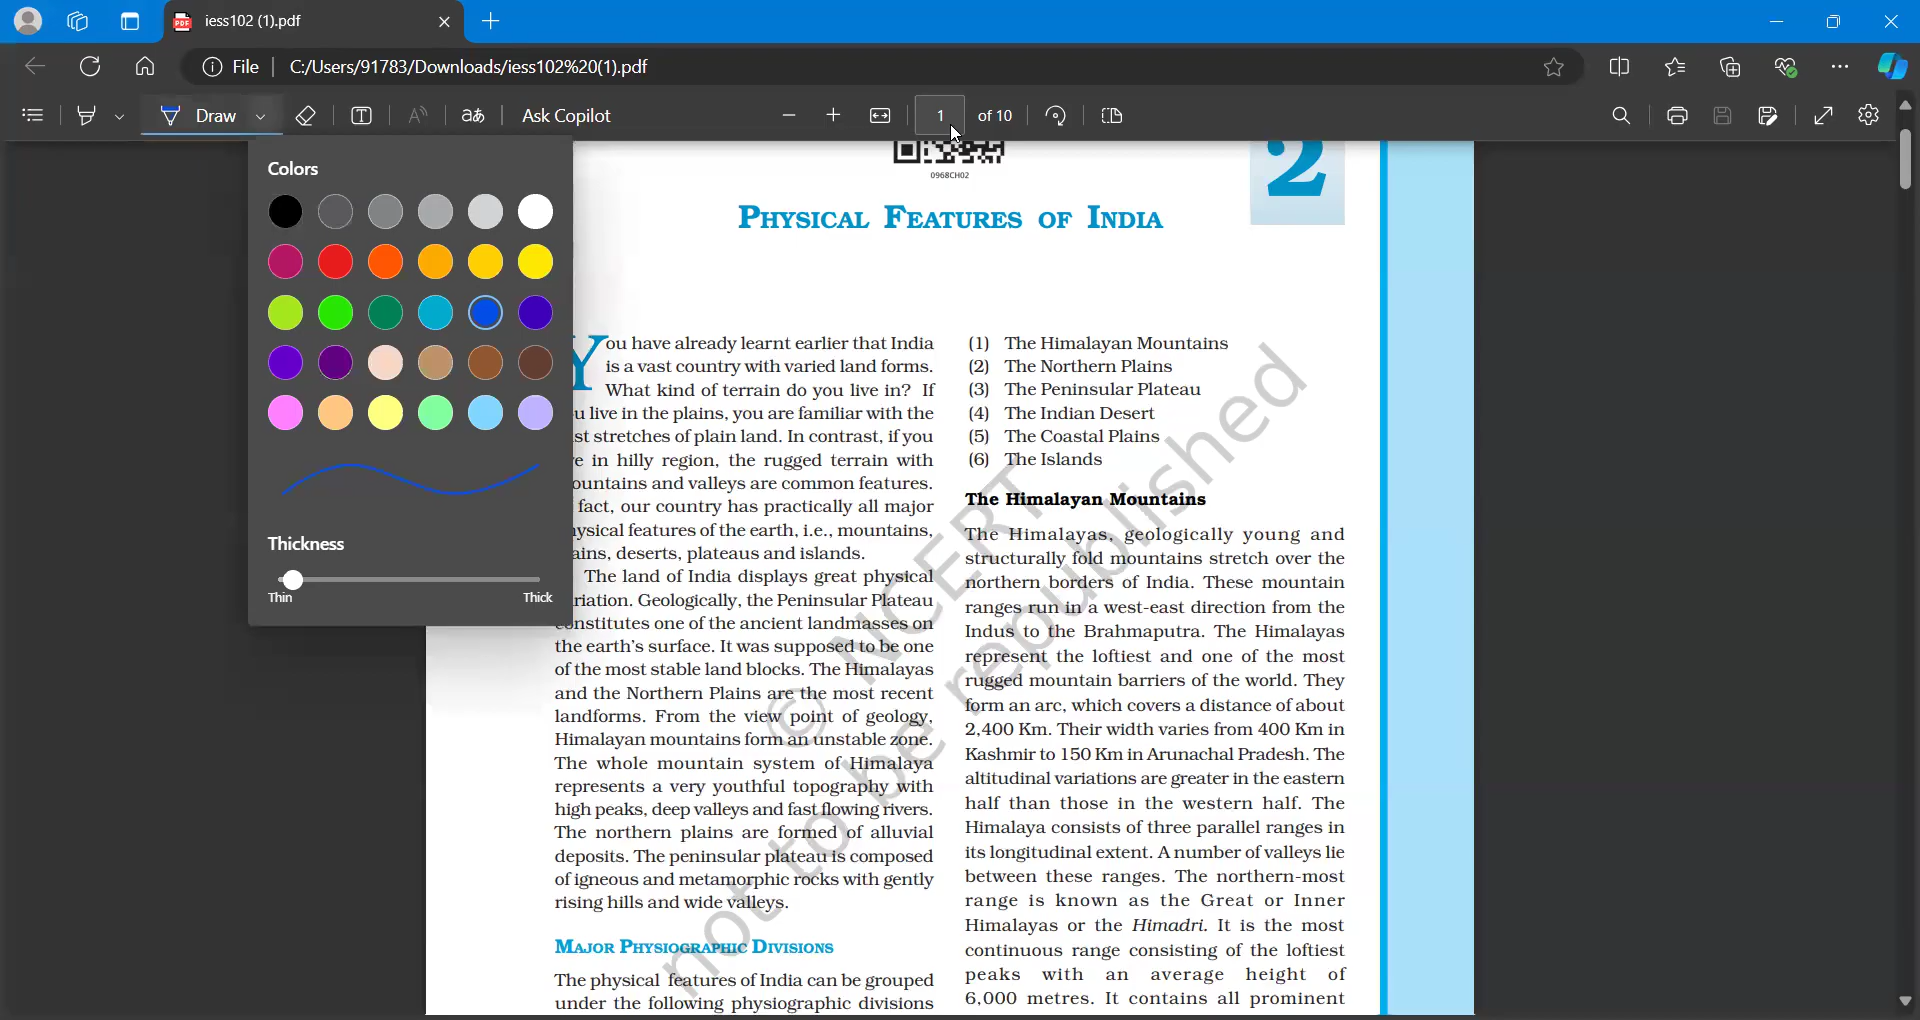 iess102 (1).pdf
File
C:/Users/91783/Downloads/iess102%20(1).pdf
Draw
aあ
Ask Copilot
1 of 10
Colors
Thickness
Thin
Thick
0968CH02
2
PHYSICAL FEATURES OF INDIA
You have already learnt earlier that India
is a vast country with varied land forms.
What kind of terrain do you live in? If
u live in the plains, you are familiar with the
st stretches of plain land. In contrast, if you
e in hilly region, the rugged terrain with
ountains and valleys are common features.
fact, our country has practically all major
ysical features of the earth, i.e., mountains,
ains, deserts, plateaus and islands.
The land of India displays great physical
riation. Geologically, the Peninsular Plateau
constitutes one of the ancient landmasses on
the earth's surface. It was supposed to be one
of the most stable land blocks. The Himalayas
and the Northern Plains are the most recent
landforms. From the view point of geology,
Himalayan mountains form an unstable zone.
The whole mountain system of Himalaya
represents a very youthful topography with
high peaks, deep valleys and fast flowing rivers.
The northern plains are formed of alluvial
deposits. The peninsular plateau is composed
of igneous and metamorphic rocks with gently
rising hills and wide valleys.
MAJOR PHYSIOGRAPHIC DIVISIONS
The physical features of India can be grouped
under the following physiographic divisions
(1) The Himalayan Mountains
(2) The Northern Plains
(3) The Peninsular Plateau
(4) The Indian Desert
(5) The Coastal Plains
(6) The Islands
The Himalayan Mountains
The Himalayas, geologically young and
structurally fold mountains stretch over the
northern borders of India. These mountain
ranges run in a west-east direction from the
Indus to the Brahmaputra. The Himalayas
represent the loftiest and one of the most
rugged mountain barriers of the world. They
form an arc, which covers a distance of about
2,400 Km. Their width varies from 400 Km in
Kashmir to 150 Km in Arunachal Pradesh. The
altitudinal variations are greater in the eastern
half than those in the western half. The
Himalaya consists of three parallel ranges in
its longitudinal extent. A number of valleys lie
between these ranges. The northern-most
range is known as the Great or Inner
Himalayas or the Himadri. It is the most
continuous range consisting of the loftiest
peaks with an average height of
6,000 metres. It contains all prominent
© NCERT
not to be republished